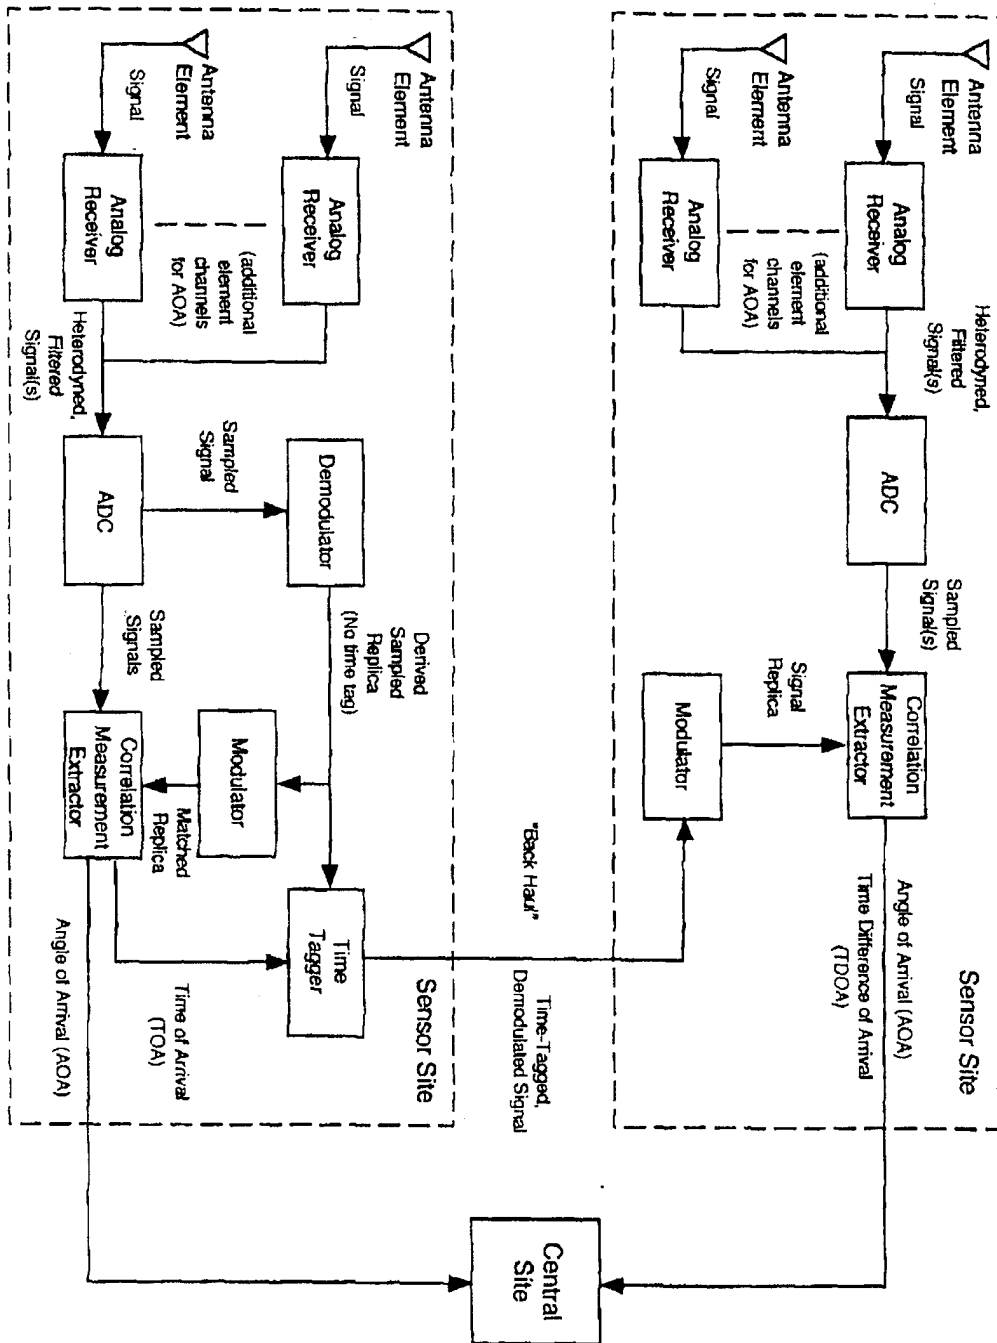 Sensor Site
Antenna
Element
Signal
Analog
Receiver
Heterodyned,
Filtered
Signal(s)
ADC
Sampled
Signal(s)
Correlation
Measurement
Extractor
Angle of Arrival (AOA)
Time Difference of Arrival
(TDOA)
(additional
element
channels
for AOA)
Antenna
Element
Signal
Analog
Receiver
Signal
Replica
Modulator
"Back Haul"
Time-Tagged,
Demodulated Signal
Central
Site
Sensor Site
Antenna
Element
Signal
Analog
Receiver
(additional
element
channels
for AOA)
Demodulator
Derived
Sampled
Replica
(No time tag)
Time
Tagger
Sampled
Signal
Modulator
Matched
Replica
Time of Arrival
(TOA)
Antenna
Element
Signal
Analog
Receiver
Heterodyned,
Filtered
Signal(s)
ADC
Sampled
Signals
Correlation
Measurement
Extractor
Angle of Arrival (AOA)